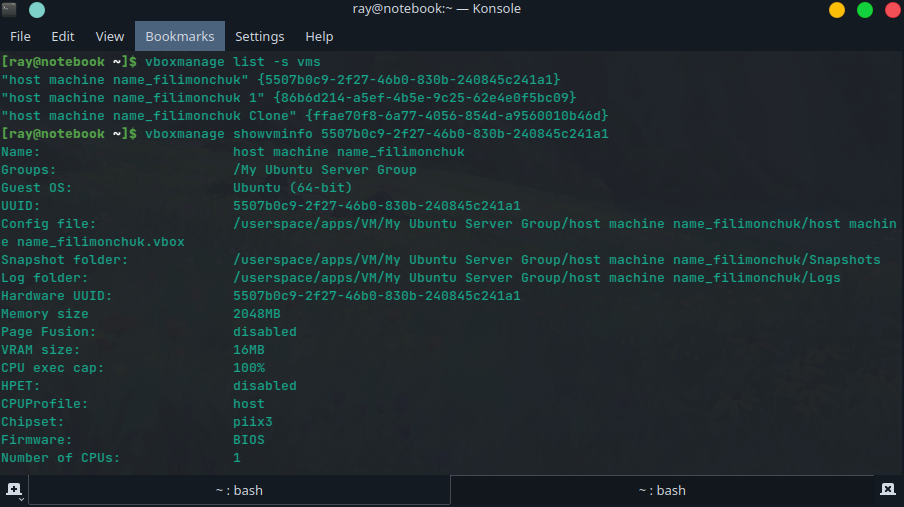 ray@notebook:~ — Konsole
File Edit View Bookmarks Settings Help
[ray@notebook ~]$ vboxmanage list -s vms
"host machine name_filimonchuk" {5507b0c9-2f27-46b0-830b-240845c241a1}
"host machine name_filimonchuk 1" {86b6d214-a5ef-4b5e-9c25-62e4e0f5bc09}
"host machine name_filimonchuk Clone" {ffae70f8-6a77-4056-854d-a9560010b46d}
[ray@notebook ~]$ vboxmanage showvminfo 5507b0c9-2f27-46b0-830b-240845c241a1
Name: host machine name_filimonchuk
Groups: /My Ubuntu Server Group
Guest OS: Ubuntu (64-bit)
UUID: 5507b0c9-2f27-46b0-830b-240845c241a1
Config file: /userspace/apps/VM/My Ubuntu Server Group/host machine name_filimonchuk/host machin
e name_filimonchuk.vbox
Snapshot folder: /userspace/apps/VM/My Ubuntu Server Group/host machine name_filimonchuk/Snapshots
Log folder: /userspace/apps/VM/My Ubuntu Server Group/host machine name_filimonchuk/Logs
Hardware UUID: 5507b0c9-2f27-46b0-830b-240845c241a1
Memory size 2048MB
Page Fusion: disabled
VRAM size: 16MB
CPU exec cap: 100%
HPET: disabled
CPUProfile: host
Chipset: piix3
Firmware: BIOS
Number of CPUs: 1
~ : bash ~ : bash